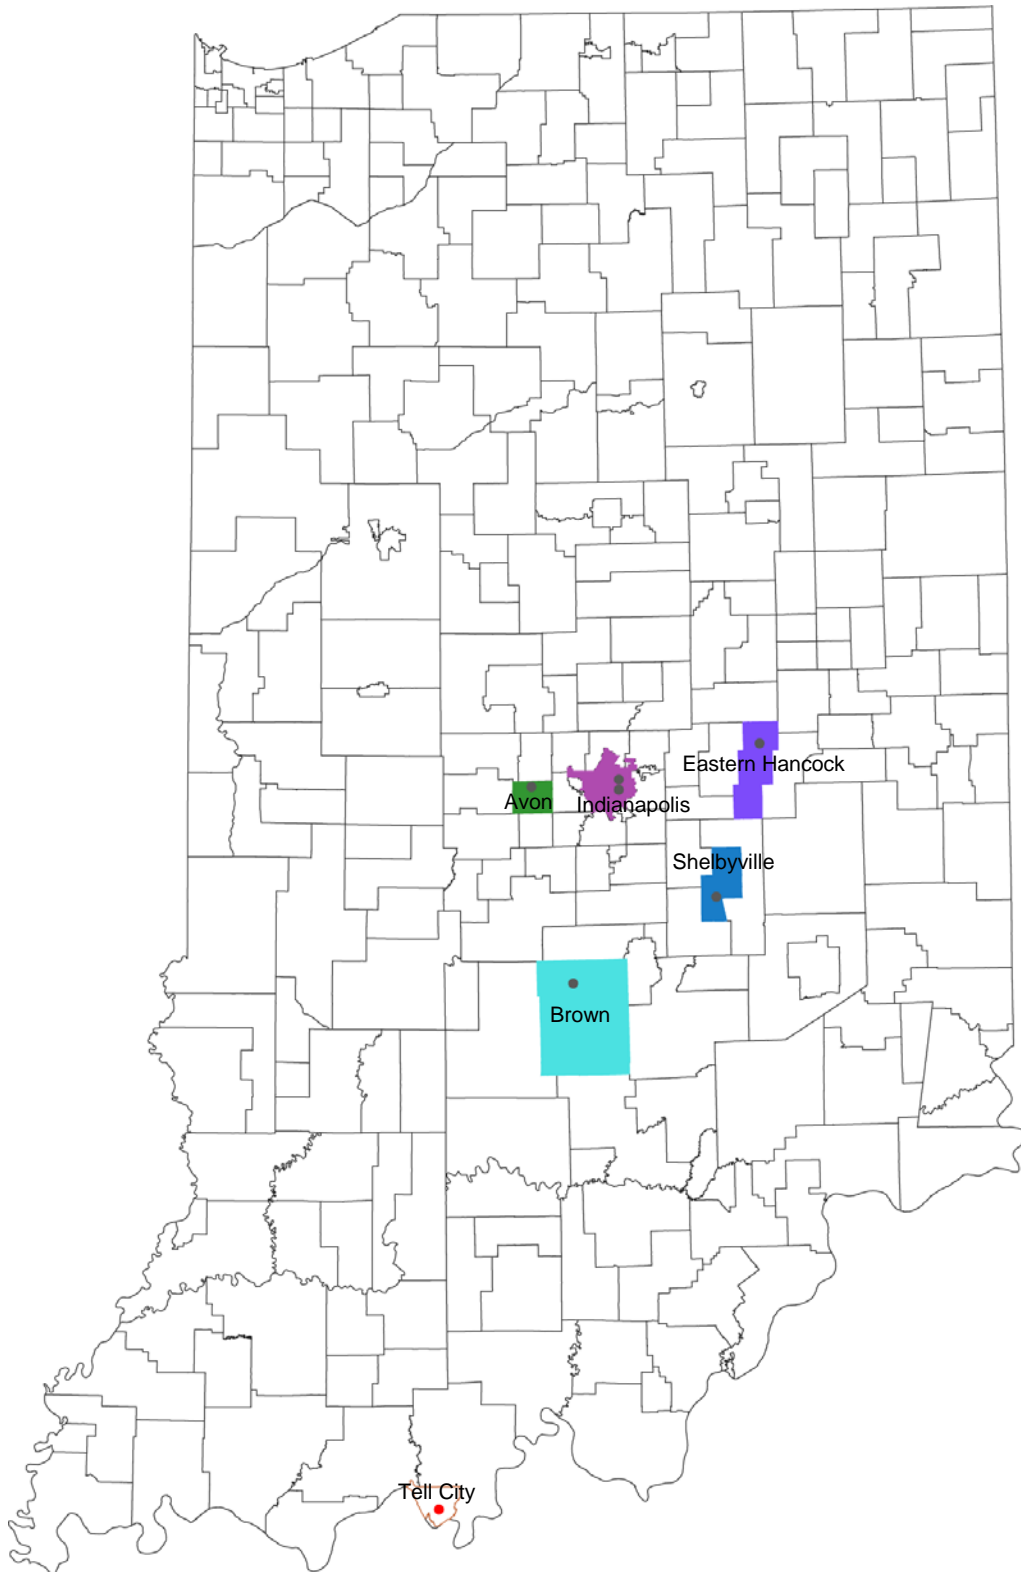 Eastern Hancock
Avon
Indianapolis
Shelbyville
Brown
Tell City